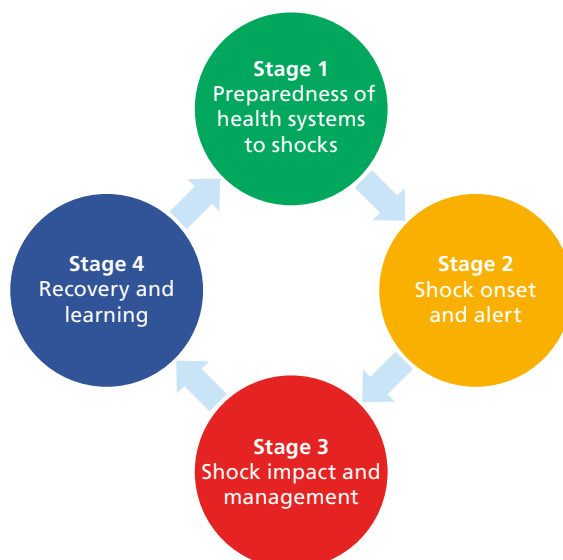 Stage 1
Preparedness of
health systems
to shocks
Stage 2
Shock onset
and alert
Stage 3
Shock impact and
management
Stage 4
Recovery and
learning